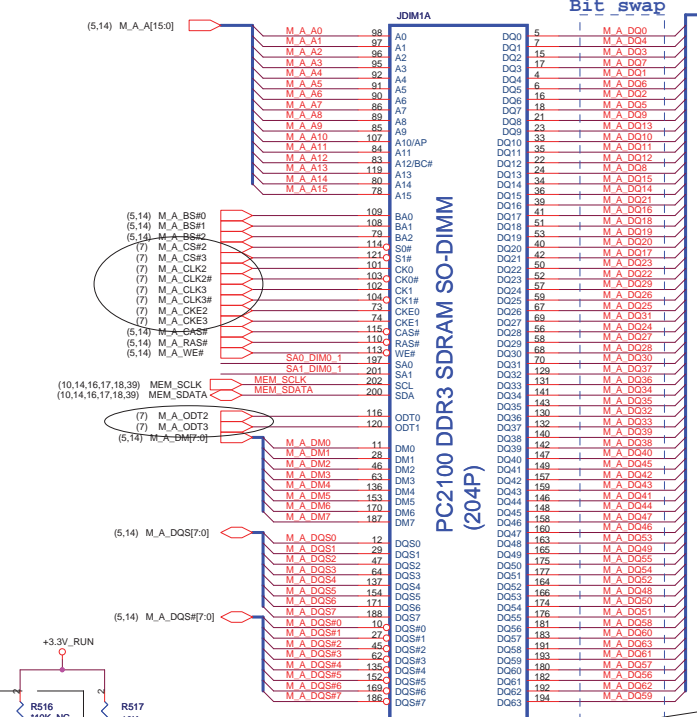 Bit swap
JDIM1A
(5,14) M_A_A[15:0]
M_A_A0 98 A0
M_A_A1 97 A1
M_A_A2 96 A2
M_A_A3 95 A3
M_A_A4 92 A4
M_A_A5 91 A5
M_A_A6 90 A6
M_A_A7 86 A7
M_A_A8 89 A8
M_A_A9 85 A9
M_A_A10 107 A10/AP
M_A_A11 84 A11
M_A_A12 83 A12/BC#
M_A_A13 119 A13
M_A_A14 80 A14
M_A_A15 78 A15
(5,14) M_A_BS#0 109 BA0
(5,14) M_A_BS#1 108 BA1
(5,14) M_A_BS#2 79 BA2
(7) M_A_CS#2 114 S0#
(7) M_A_CS#3 121 S1#
(7) M_A_CLK2 101 CK0
(7) M_A_CLK2# 103 CK0#
(7) M_A_CLK3 102 CK1
(7) M_A_CLK3# 104 CK1#
(7) M_A_CKE2 73 CKE0
(7) M_A_CKE3 74 CKE1
(5,14) M_A_CAS# 115 CAS#
(5,14) M_A_RAS# 110 RAS#
(5,14) M_A_WE# 113 WE#
SA0_DIM0_1 197 SA0
SA1_DIM0_1 201 SA1
(10,14,16,17,18,39) MEM_SCLK MEM_SCLK 202 SCL
(10,14,16,17,18,39) MEM_SDATA MEM_SDATA 200 SDA
(7) M_A_ODT2 116 ODT0
(7) M_A_ODT3 120 ODT1
(5,14) M_A_DM[7:0]
M_A_DM0 11 DM0
M_A_DM1 28 DM1
M_A_DM2 46 DM2
M_A_DM3 63 DM3
M_A_DM4 136 DM4
M_A_DM5 153 DM5
M_A_DM6 170 DM6
M_A_DM7 187 DM7
(5,14) M_A_DQS[7:0]
M_A_DQS0 12 DQS0
M_A_DQS1 29 DQS1
M_A_DQS2 47 DQS2
M_A_DQS3 64 DQS3
M_A_DQS4 137 DQS4
M_A_DQS5 154 DQS5
M_A_DQS6 171 DQS6
M_A_DQS7 188 DQS7
(5,14) M_A_DQS#[7:0]
M_A_DQS#0 10 DQS#0
M_A_DQS#1 27 DQS#1
M_A_DQS#2 45 DQS#2
M_A_DQS#3 62 DQS#3
M_A_DQS#4 135 DQS#4
M_A_DQS#5 152 DQS#5
M_A_DQS#6 169 DQS#6
M_A_DQS#7 186 DQS#7
PC2100 DDR3 SDRAM SO-DIMM
(204P)
DQ0 5 M_A_DQ0
DQ1 7 M_A_DQ4
DQ2 15 M_A_DQ3
DQ3 17 M_A_DQ7
DQ4 4 M_A_DQ1
DQ5 6 M_A_DQ6
DQ6 16 M_A_DQ2
DQ7 18 M_A_DQ5
DQ8 21 M_A_DQ9
DQ9 23 M_A_DQ13
DQ10 33 M_A_DQ10
DQ11 35 M_A_DQ11
DQ12 22 M_A_DQ12
DQ13 24 M_A_DQ8
DQ14 34 M_A_DQ15
DQ15 36 M_A_DQ14
DQ16 39 M_A_DQ21
DQ17 41 M_A_DQ16
DQ18 51 M_A_DQ18
DQ19 53 M_A_DQ19
DQ20 40 M_A_DQ20
DQ21 42 M_A_DQ17
DQ22 50 M_A_DQ23
DQ23 52 M_A_DQ22
DQ24 57 M_A_DQ29
DQ25 59 M_A_DQ26
DQ26 67 M_A_DQ25
DQ27 69 M_A_DQ31
DQ28 56 M_A_DQ24
DQ29 58 M_A_DQ27
DQ30 68 M_A_DQ28
DQ31 70 M_A_DQ30
DQ32 129 M_A_DQ37
DQ33 131 M_A_DQ36
DQ34 141 M_A_DQ34
DQ35 143 M_A_DQ35
DQ36 130 M_A_DQ32
DQ37 132 M_A_DQ33
DQ38 140 M_A_DQ39
DQ39 142 M_A_DQ38
DQ40 147 M_A_DQ40
DQ41 149 M_A_DQ45
DQ42 157 M_A_DQ42
DQ43 159 M_A_DQ43
DQ44 146 M_A_DQ41
DQ45 148 M_A_DQ44
DQ46 158 M_A_DQ47
DQ47 160 M_A_DQ46
DQ48 163 M_A_DQ53
DQ49 165 M_A_DQ49
DQ50 175 M_A_DQ55
DQ51 177 M_A_DQ54
DQ52 164 M_A_DQ52
DQ53 166 M_A_DQ48
DQ54 174 M_A_DQ50
DQ55 176 M_A_DQ51
DQ56 181 M_A_DQ58
DQ57 183 M_A_DQ60
DQ58 191 M_A_DQ63
DQ59 193 M_A_DQ61
DQ60 180 M_A_DQ57
DQ61 182 M_A_DQ56
DQ62 192 M_A_DQ62
DQ63 194 M_A_DQ59
+3.3V_RUN
2 2
R516 R517